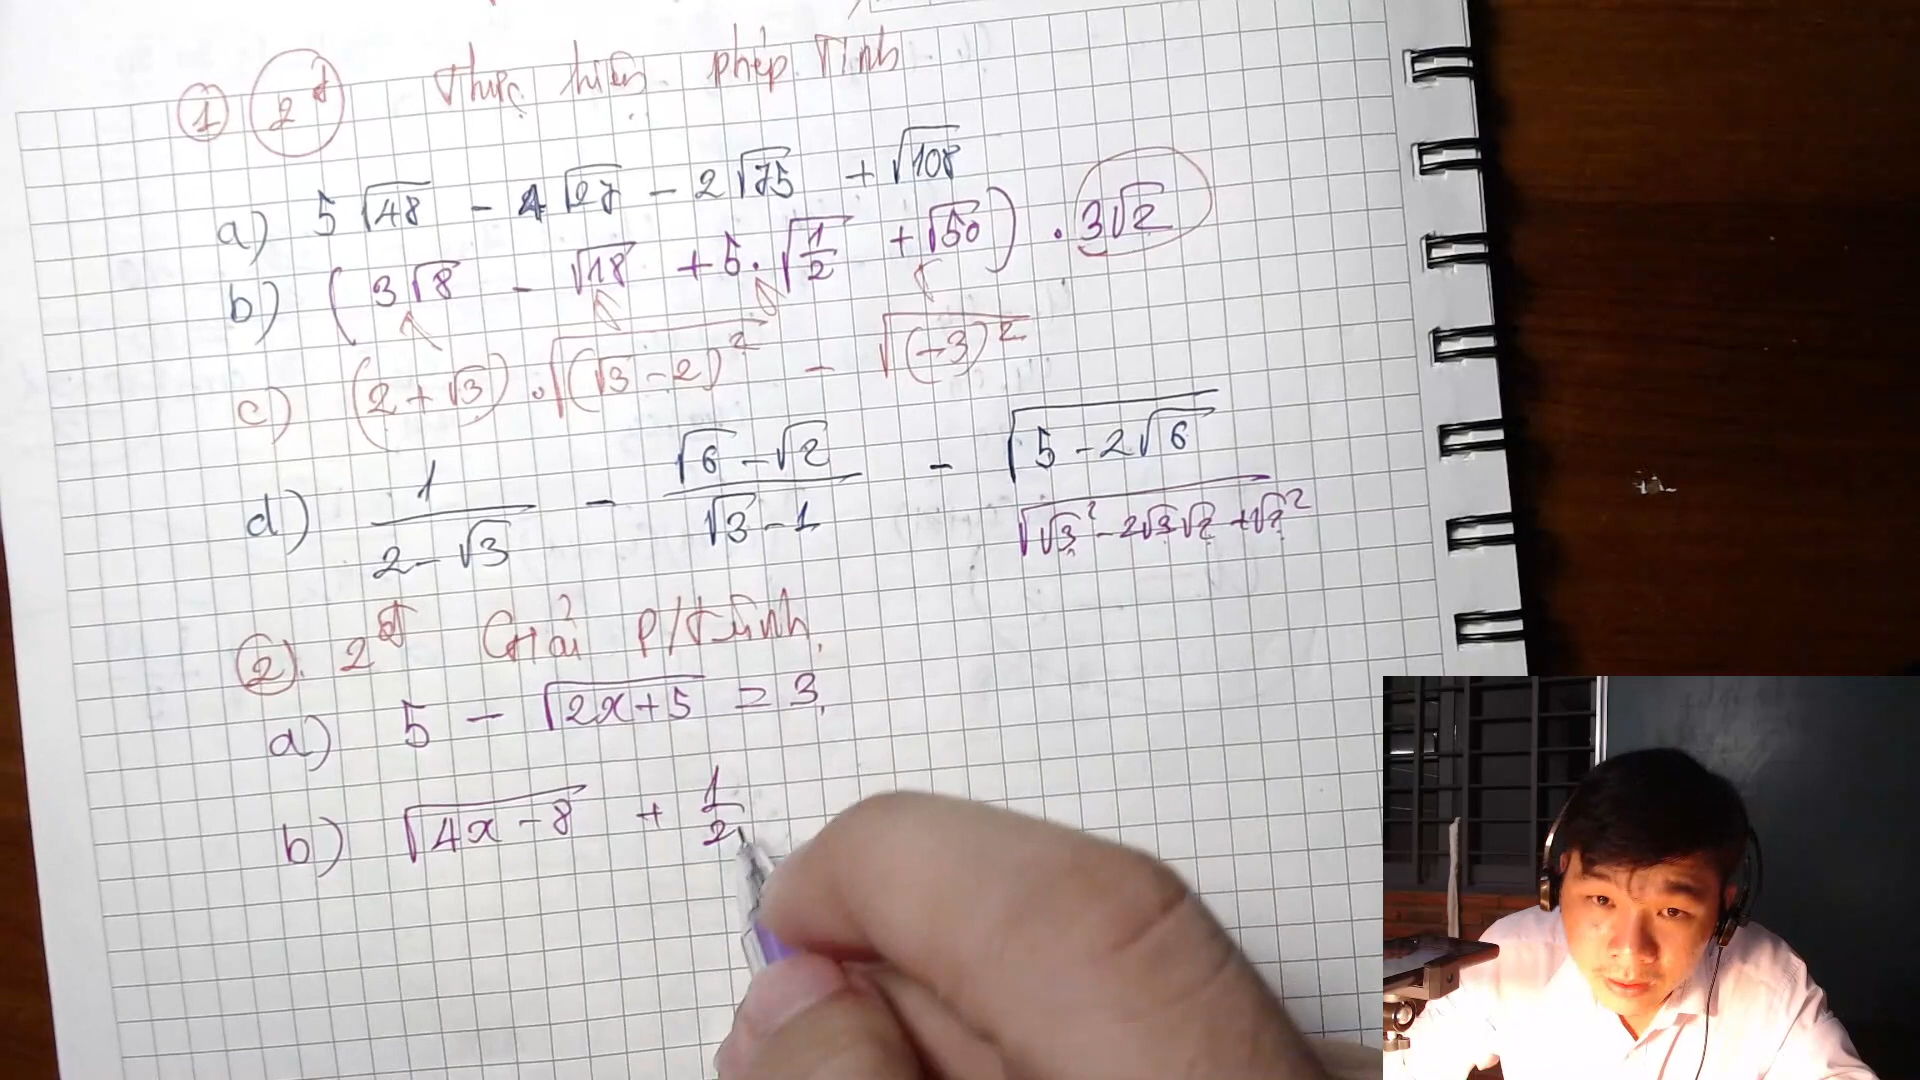 ① 2đ Thực hiện phép Tính
a) 5√48 - 4√27 - 2√75 + √108
b) (3√8 - √18 + 5.√(1/2) + √50) . 3√2
c) (2 + √3) . √((√3 - 2)²) - √((-3)²)
d) 1/(2 - √3) - (√6 - √2)/(√3 - 1) - √(5 - 2√6)
√(√3² - 2√3√2 + √2²)
②. 2đ Giải P/trình.
a) 5 - √(2x+5) = 3.
b) √(4x - 8) + 1/2